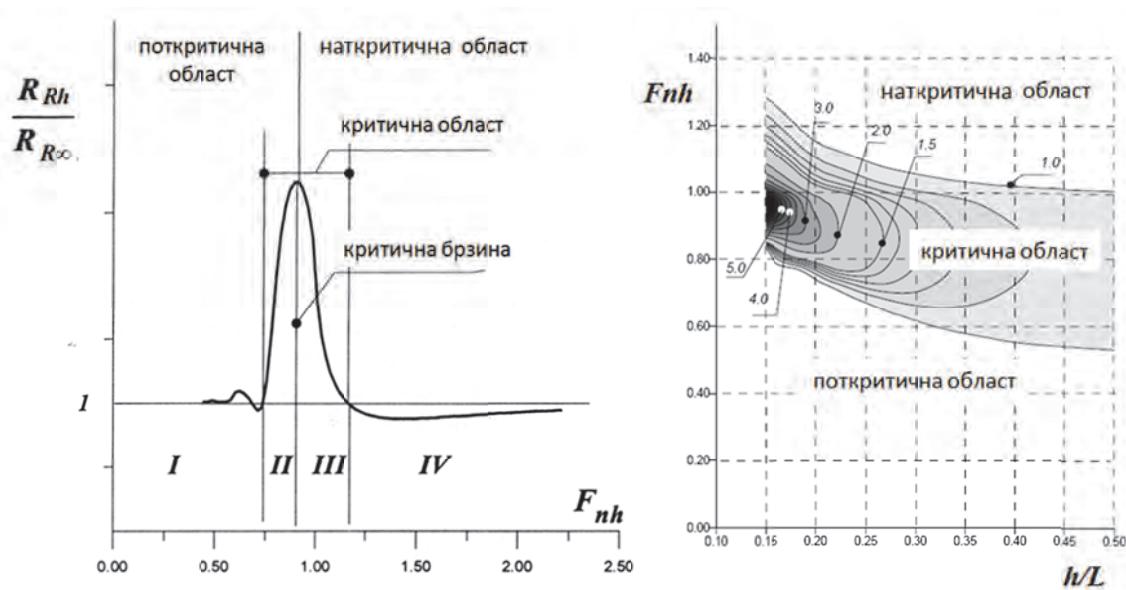 поткритична
област
наткритична област
R_Rh
R_R∞
критична област
критична брзина
1
I
II
III
IV
F_nh
0.00
0.50
1.00
1.50
2.00
2.50
Fnh
1.40
1.20
1.00
0.80
0.60
0.40
0.20
0.00
наткритична област
3.0
2.0
1.5
1.0
критична област
5.0
4.0
поткритична област
0.10
0.15
0.20
0.25
0.30
0.35
0.40
0.45
0.50
h/L